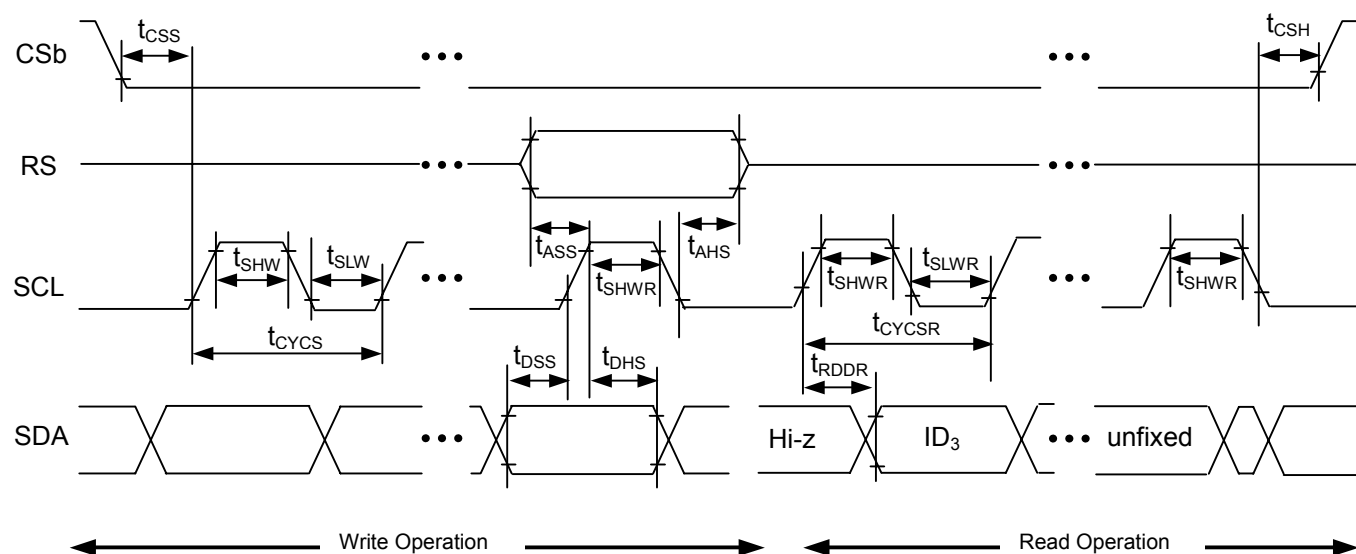 CSb
tCSS
•••
•••
tCSH
RS
•••
•••
SCL
tSHW
tSLW
•••
tASS
tSHWR
tAHS
tSHWR
tSLWR
•••
tSHWR
tCYCS
tCYCSR
tDSS
tDHS
tRDDR
SDA
•••
Hi-z
ID3
•••
unfixed
Write Operation
Read Operation